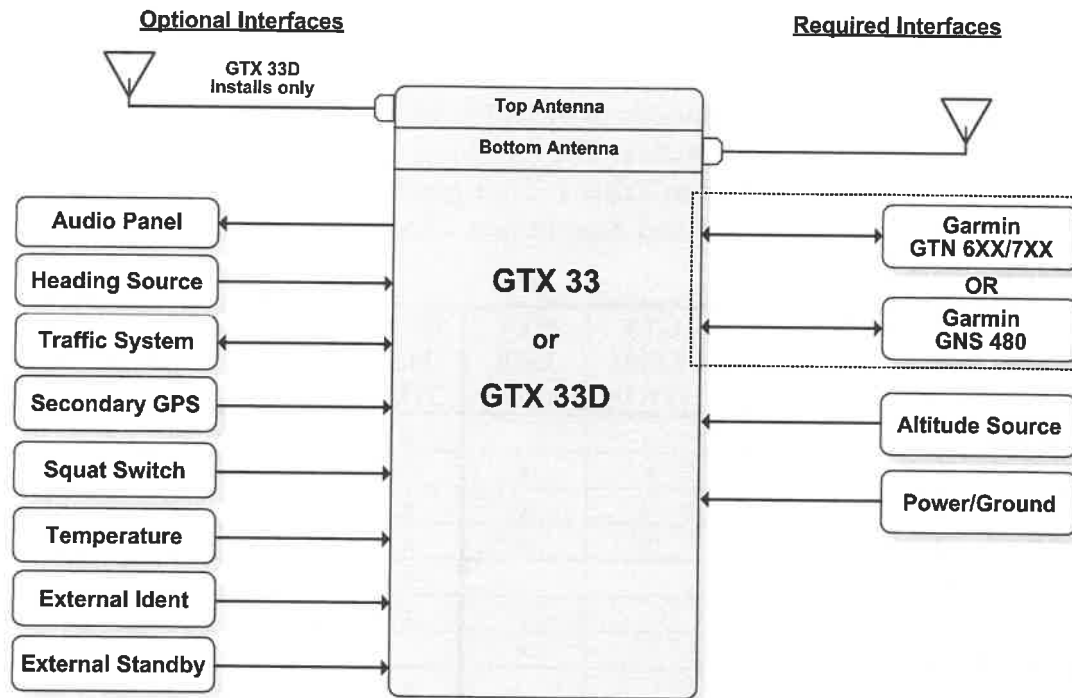 Optional Interfaces
Required Interfaces
GTX 33D
Installs only
Top Antenna
Bottom Antenna
Audio Panel
Heading Source
Traffic System
Secondary GPS
Squat Switch
Temperature
External Ident
External Standby
GTX 33
or
GTX 33D
Garmin
GTN 6XX/7XX
OR
Garmin
GNS 480
Altitude Source
Power/Ground